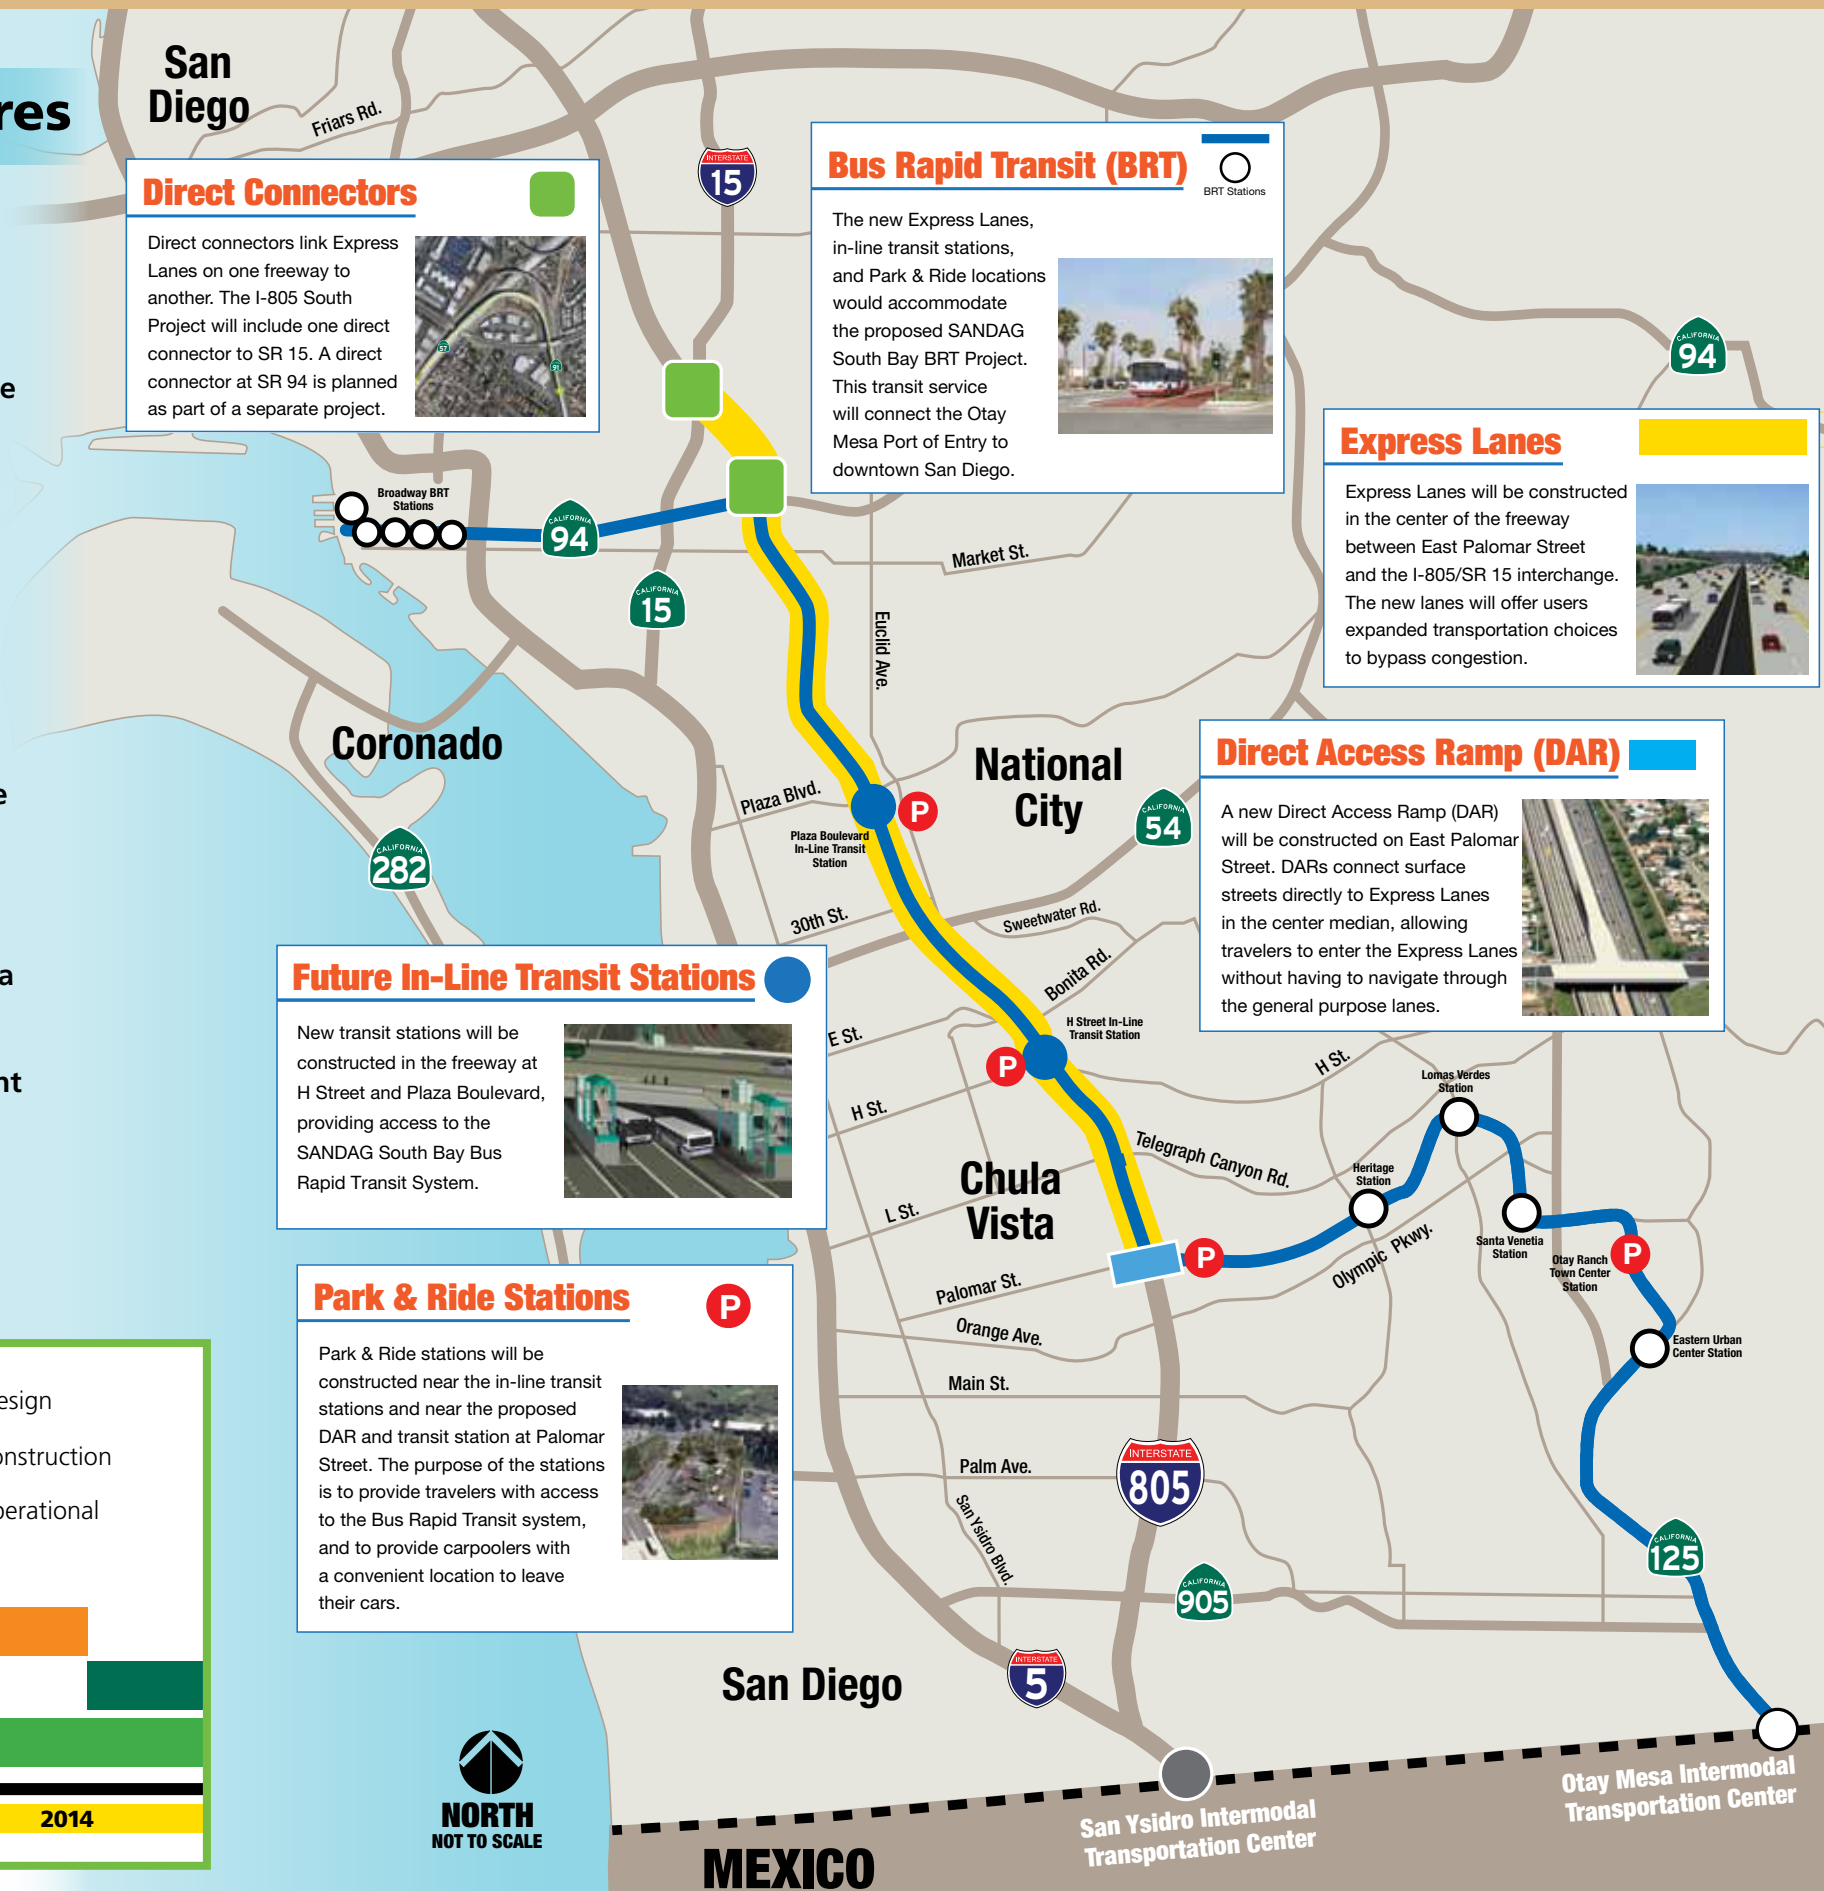 res
e
e
a
nt
esign
onstruction
perational
2014
San
Diego
Friars Rd.
Direct Connectors
Direct connectors link Express
Lanes on one freeway to
another. The I-805 South
Project will include one direct
connector to SR 15. A direct
connector at SR 94 is planned
as part of a separate project.
57
91
INTERSTATE
15
Bus Rapid Transit (BRT)
BRT Stations
The new Express Lanes,
in-line transit stations,
and Park & Ride locations
would accommodate
the proposed SANDAG
South Bay BRT Project.
This transit service
will connect the Otay
Mesa Port of Entry to
downtown San Diego.
CALIFORNIA
94
Express Lanes
Express Lanes will be constructed
in the center of the freeway
between East Palomar Street
and the I-805/SR 15 interchange.
The new lanes will offer users
expanded transportation choices
to bypass congestion.
Broadway BRT
Stations
CALIFORNIA
94
Market St.
CALIFORNIA
15
Euclid Ave.
Coronado
National
City
Plaza Blvd.
P
Plaza Boulevard
In-Line Transit
Station
CALIFORNIA
54
CALIFORNIA
282
Direct Access Ramp (DAR)
A new Direct Access Ramp (DAR)
will be constructed on East Palomar
Street. DARs connect surface
streets directly to Express Lanes
in the center median, allowing
travelers to enter the Express Lanes
without having to navigate through
the general purpose lanes.
30th St.
Sweetwater Rd.
Bonita Rd.
Future In-Line Transit Stations
New transit stations will be
constructed in the freeway at
H Street and Plaza Boulevard,
providing access to the
SANDAG South Bay Bus
Rapid Transit System.
E St.
H Street In-Line
Transit Station
P
H St.
H St.
Lomas Verdes
Station
Telegraph Canyon Rd.
Chula
Vista
Heritage
Station
L St.
Santa Venetia
Station
Olympic Pkwy.
Otay Ranch
Town Center
Station
P
P
Palomar St.
Orange Ave.
Eastern Urban
Center Station
Park & Ride Stations
P
Park & Ride stations will be
constructed near the in-line transit
stations and near the proposed
DAR and transit station at Palomar
Street. The purpose of the stations
is to provide travelers with access
to the Bus Rapid Transit system,
and to provide carpoolers with
a convenient location to leave
their cars.
Main St.
Palm Ave.
INTERSTATE
805
San Ysidro Blvd.
CALIFORNIA
125
CALIFORNIA
905
San Diego
INTERSTATE
5
NORTH
NOT TO SCALE
MEXICO
San Ysidro Intermodal
Transportation Center
Otay Mesa Intermodal
Transportation Center